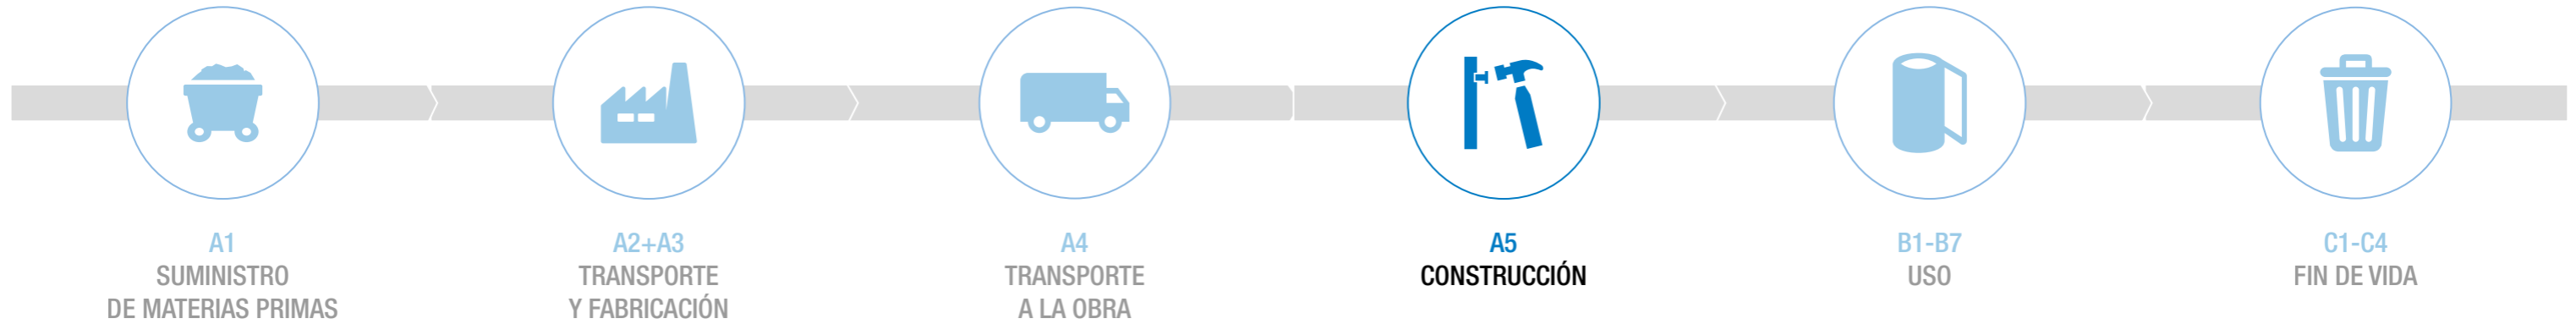 A1
SUMINISTRO
DE MATERIAS PRIMAS
A2+A3
TRANSPORTE
Y FABRICACIÓN
A4
TRANSPORTE
A LA OBRA
A5
CONSTRUCCIÓN
B1-B7
USO
C1-C4
FIN DE VIDA